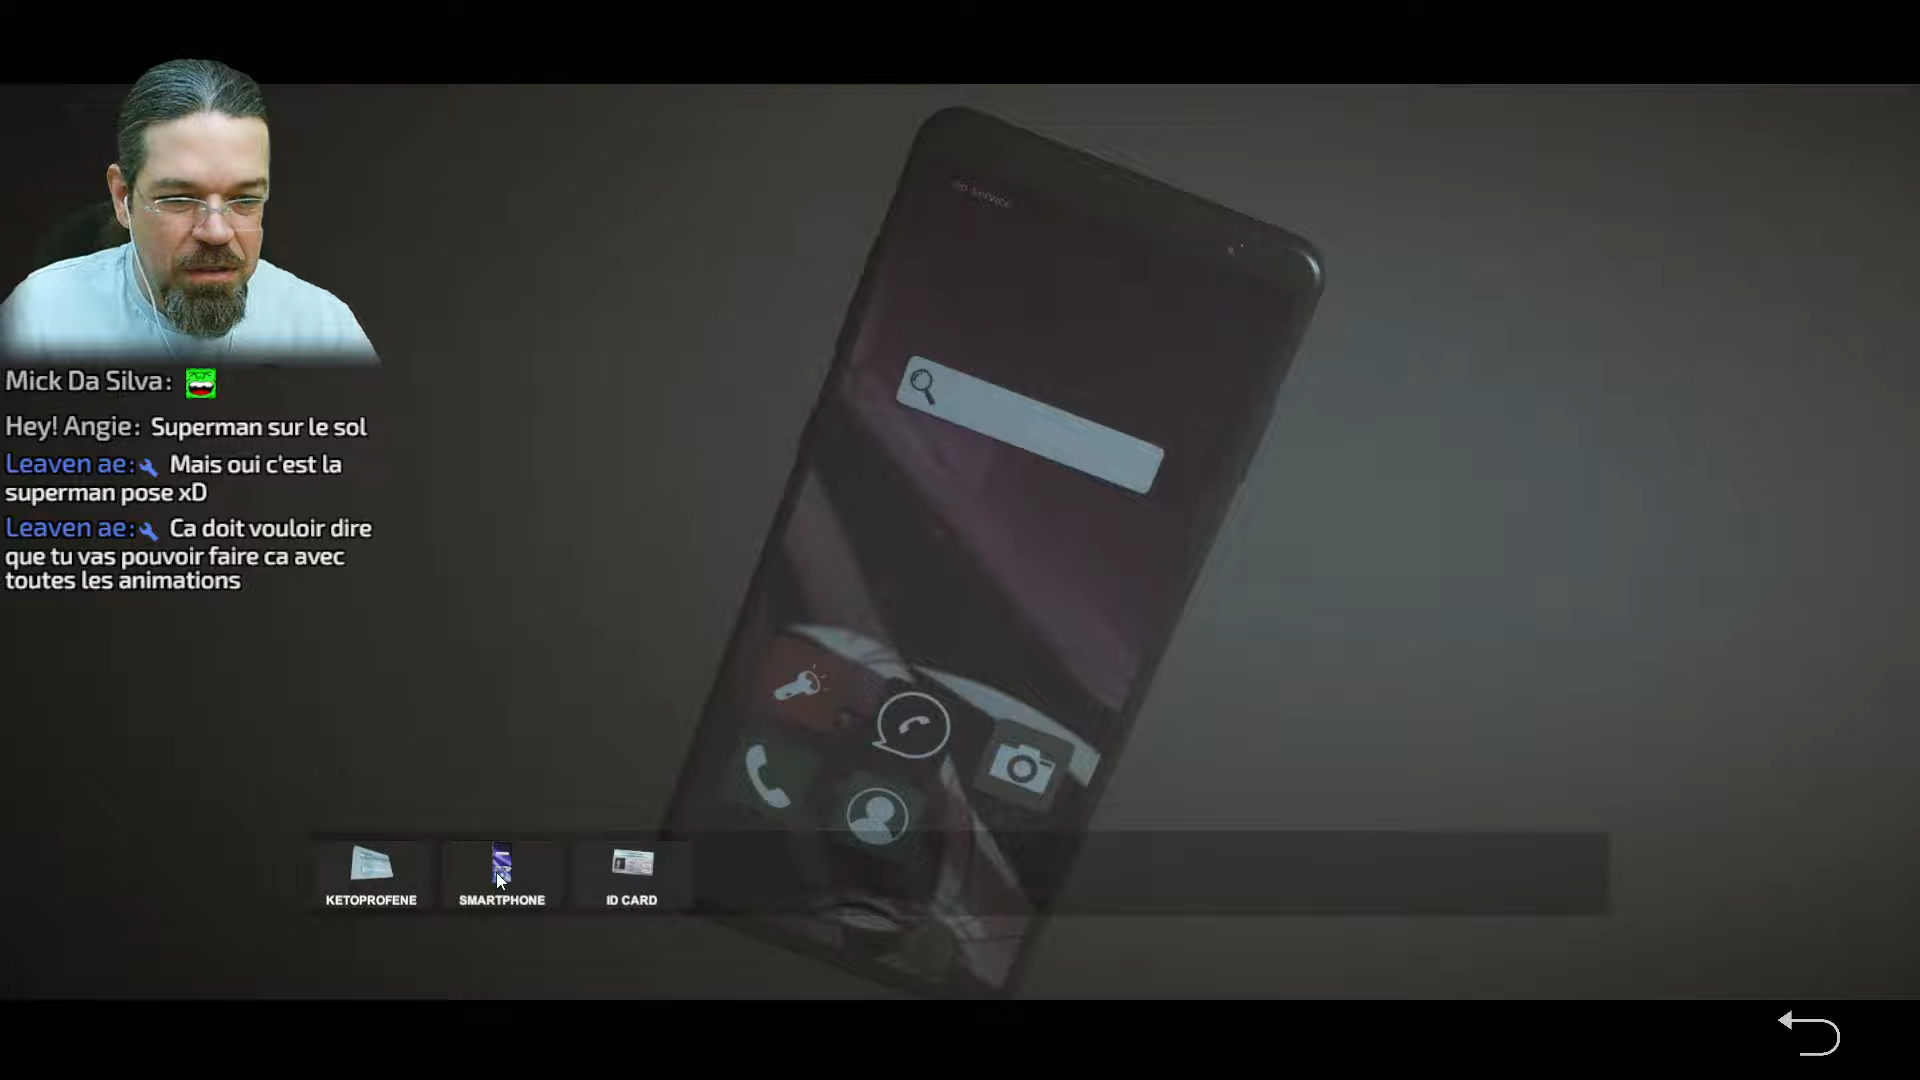 No service
Mick Da Silva:
Hey! Angie: Superman sur le sol
Leaven ae: Mais oui c'est la
superman pose xD
Leaven ae: Ca doit vouloir dire
que tu vas pouvoir faire ca avec
toutes les animations
KETOPROFENE
SMARTPHONE
ID CARD